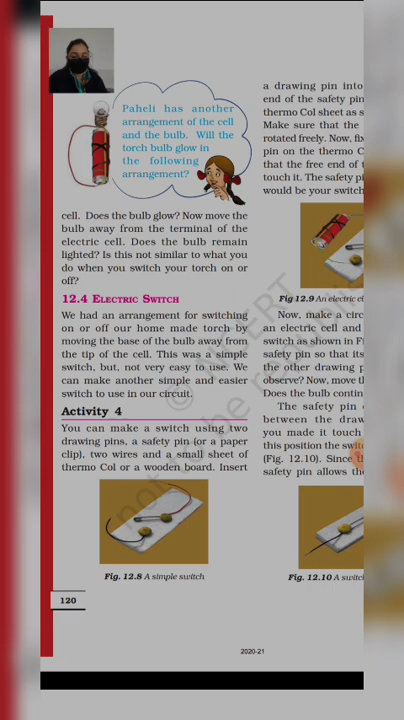 Paheli has another
arrangement of the cell
and the bulb. Will the
torch bulb glow in
the following
arrangement?
cell. Does the bulb glow? Now move the
bulb away from the terminal of the
electric cell. Does the bulb remain
lighted? Is this not similar to what you
do when you switch your torch on or
off?
12.4 ELECTRIC SWITCH
We had an arrangement for switching
on or off our home made torch by
moving the base of the bulb away from
the tip of the cell. This was a simple
switch, but, not very easy to use. We
can make another simple and easier
switch to use in our circuit.
Activity 4
You can make a switch using two
drawing pins, a safety pin (or a paper
clip), two wires and a small sheet of
thermo Col or a wooden board. Insert
Fig. 12.8 A simple switch
120
a drawing pin into
end of the safety pin
thermo Col sheet as s
Make sure that the
rotated freely. Now, fix
pin on the thermo C
that the free end of
touch it. The safety pi
would be your switch
Fig 12.9 An electric ci
Now, make a circ
an electric cell and
switch as shown in Fi
safety pin so that its
the other drawing p
observe? Now, move th
Does the bulb contin
The safety pin
between the draw
you made it touch
this position the swit
(Fig. 12.10). Since th
safety pin allows the
Fig. 12.10 A switc
2020-21
© NCERT
not to be republis